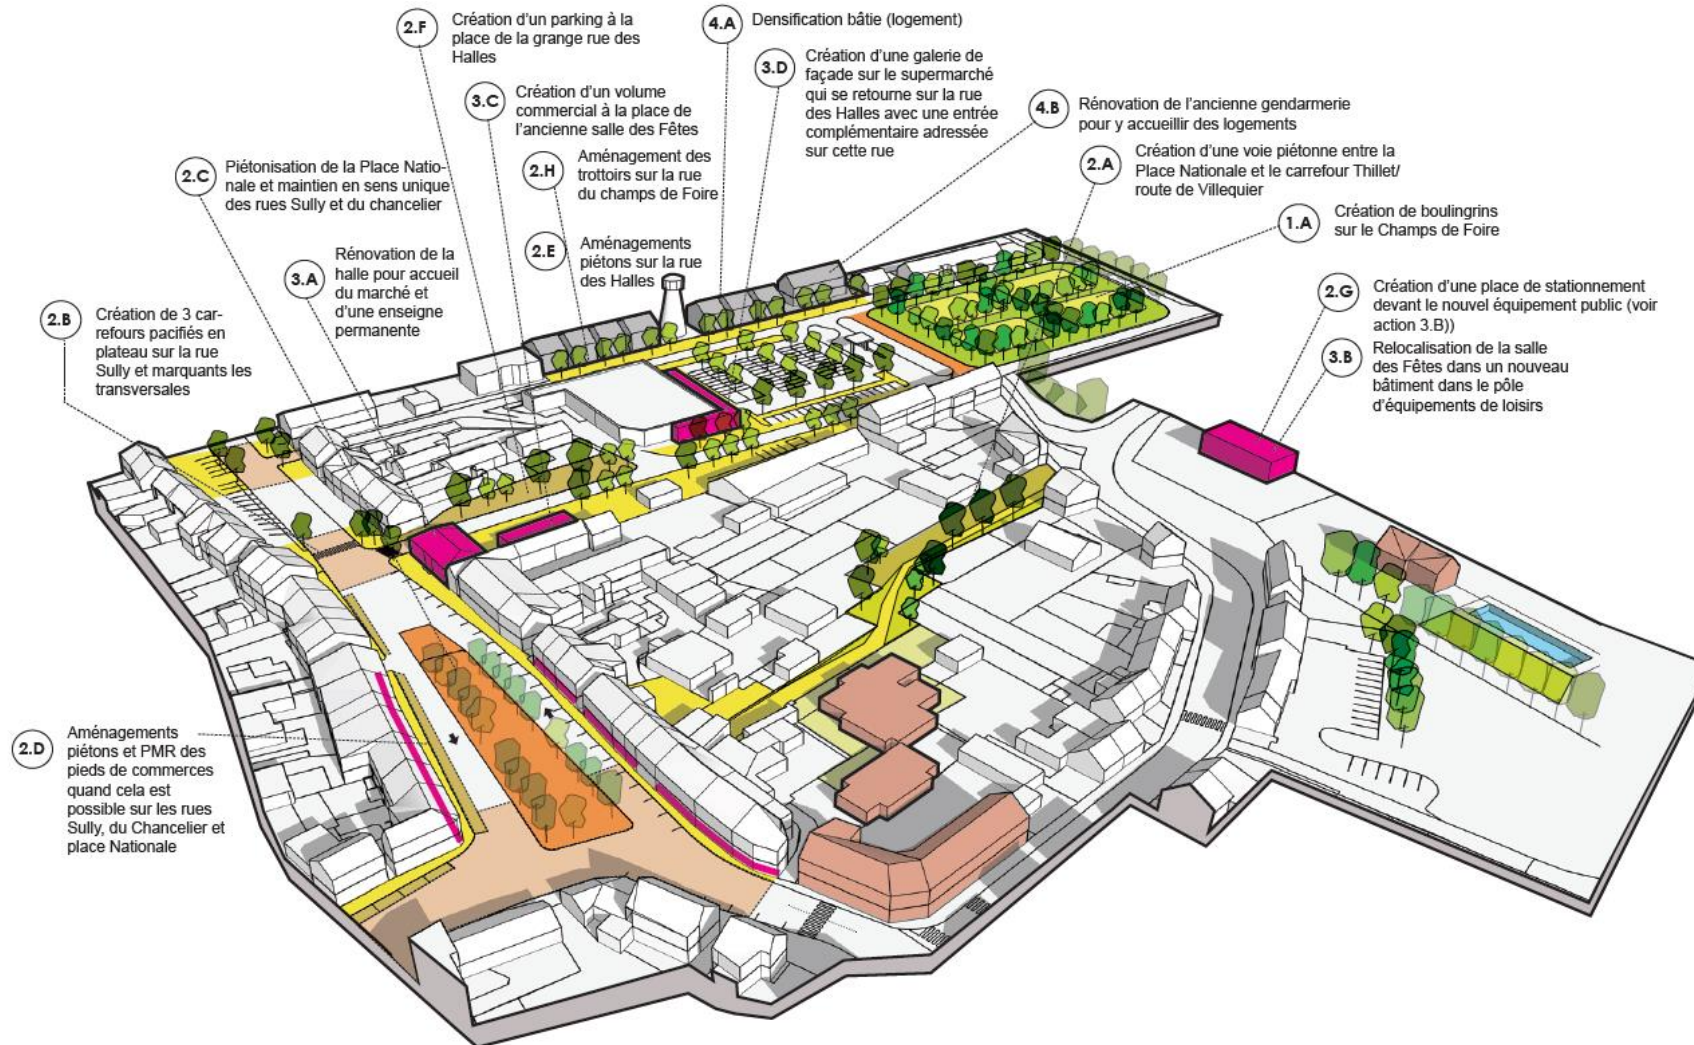 2.F
Création d'un parking à la
place de la grange rue des
Halles
4.A
Densification bâtie (logement)
3.D
Création d'une galerie de
façade sur le supermarché
qui se retourne sur la rue
des Halles avec une entrée
complémentaire adressée
sur cette rue
3.C
Création d'un volume
commercial à la place de
l'ancienne salle des Fêtes
4.B
Rénovation de l'ancienne gendarmerie
pour y accueillir des logements
2.C
Piétonisation de la Place Natio-
nale et maintien en sens unique
des rues Sully et du chancelier
2.H
Aménagement des
trottoirs sur la rue
du champs de Foire
2.A
Création d'une voie piétonne entre la
Place Nationale et le carrefour Thillet/
route de Villequier
1.A
Création de boulingrins
sur le Champs de Foire
3.A
Rénovation de la
halle pour accueil
du marché et
d'une enseigne
permanente
2.E
Aménagements
piétons sur la rue
des Halles
2.B
Création de 3 car-
refours pacifiés en
plateau sur la rue
Sully et marquants les
transversales
2.G
Création d'une place de stationnement
devant le nouvel équipement public (voir
action 3.B))
3.B
Relocalisation de la salle
des Fêtes dans un nouveau
bâtiment dans le pôle
d'équipements de loisirs
2.D
Aménagements
piétons et PMR des
pieds de commerces
quand cela est
possible sur les rues
Sully, du Chancelier et
place Nationale